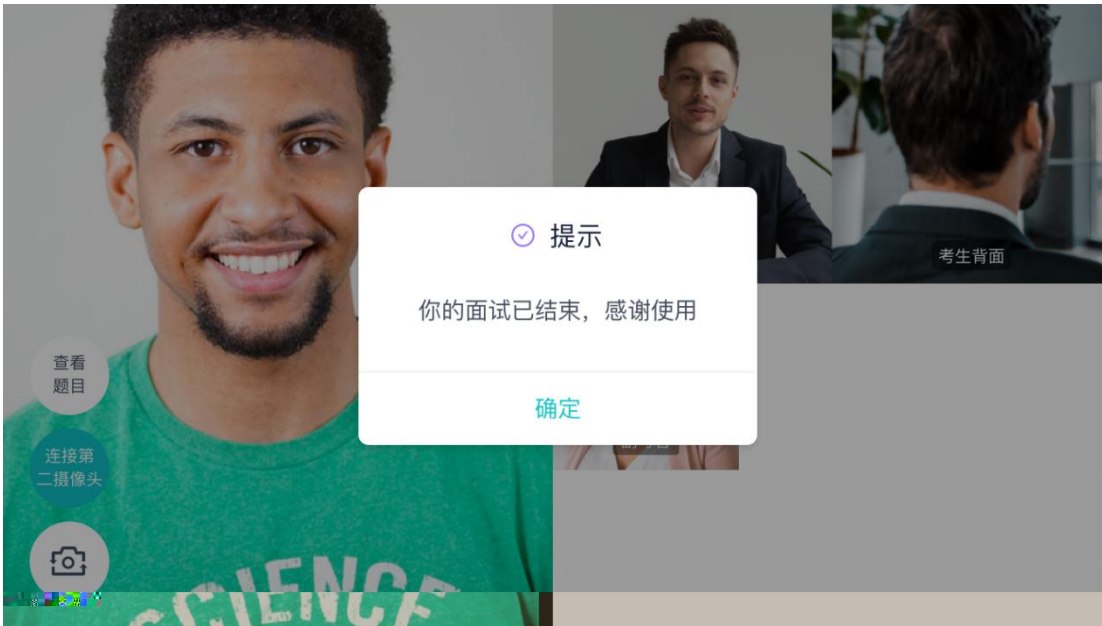 提示
你的面试已结束，感谢使用
确定
考生背面
查看
题目
连接第
二摄像头
SCIENCE